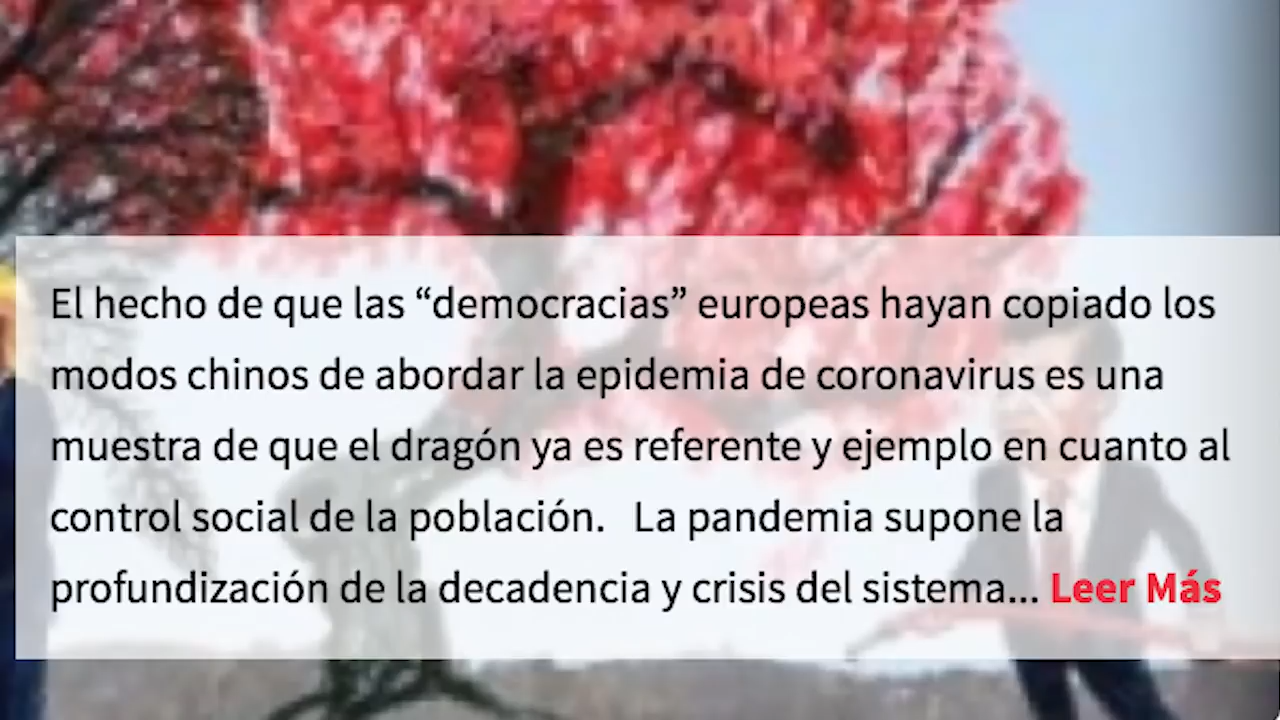 El hecho de que las “democracias” europeas hayan copiado los
modos chinos de abordar la epidemia de coronavirus es una
muestra de que el dragón ya es referente y ejemplo en cuanto al
control social de la población.   La pandemia supone la
profundización de la decadencia y crisis del sistema... Leer Más